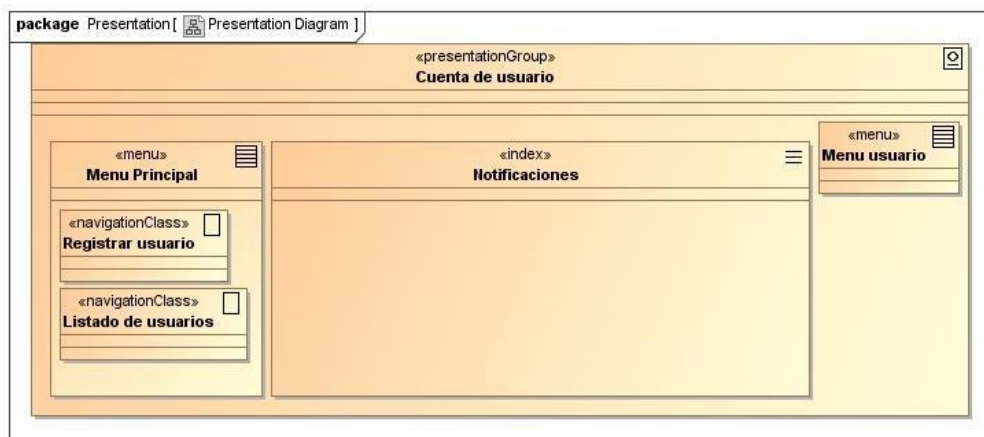 package Presentation [ Presentation Diagram ]
«presentationGroup»
Cuenta de usuario
«menu»
Menu Principal
«navigationClass»
Registrar usuario
«navigationClass»
Listado de usuarios
«index»
Notificaciones
«menu»
Menu usuario